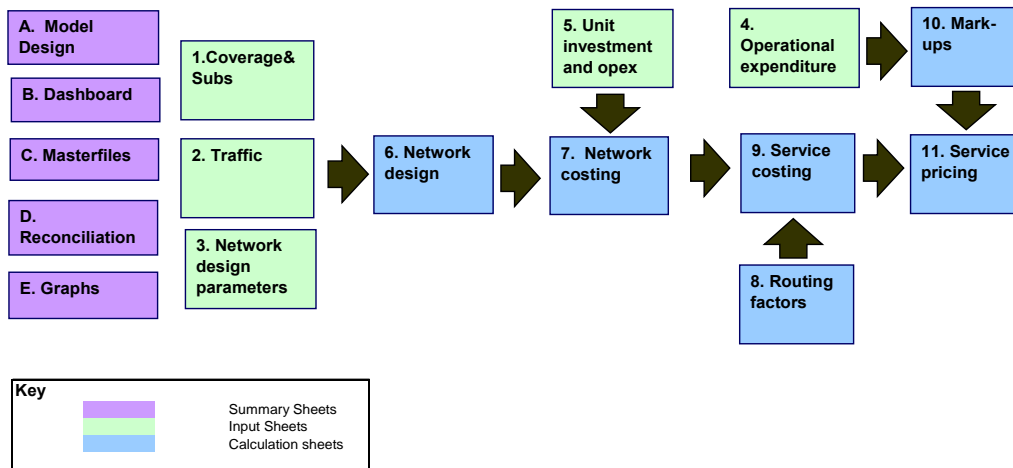 A. Model
Design
B. Dashboard
C. Masterfiles
D.
Reconciliation
E. Graphs
1.Coverage&
Subs
2. Traffic
3. Network
design
parameters
6. Network
design
5. Unit
investment
and opex
7. Network
costing
4.
Operational
expenditure
9. Service
costing
8. Routing
factors
10. Mark-
ups
11. Service
pricing
Key
Summary Sheets
Input Sheets
Calculation sheets